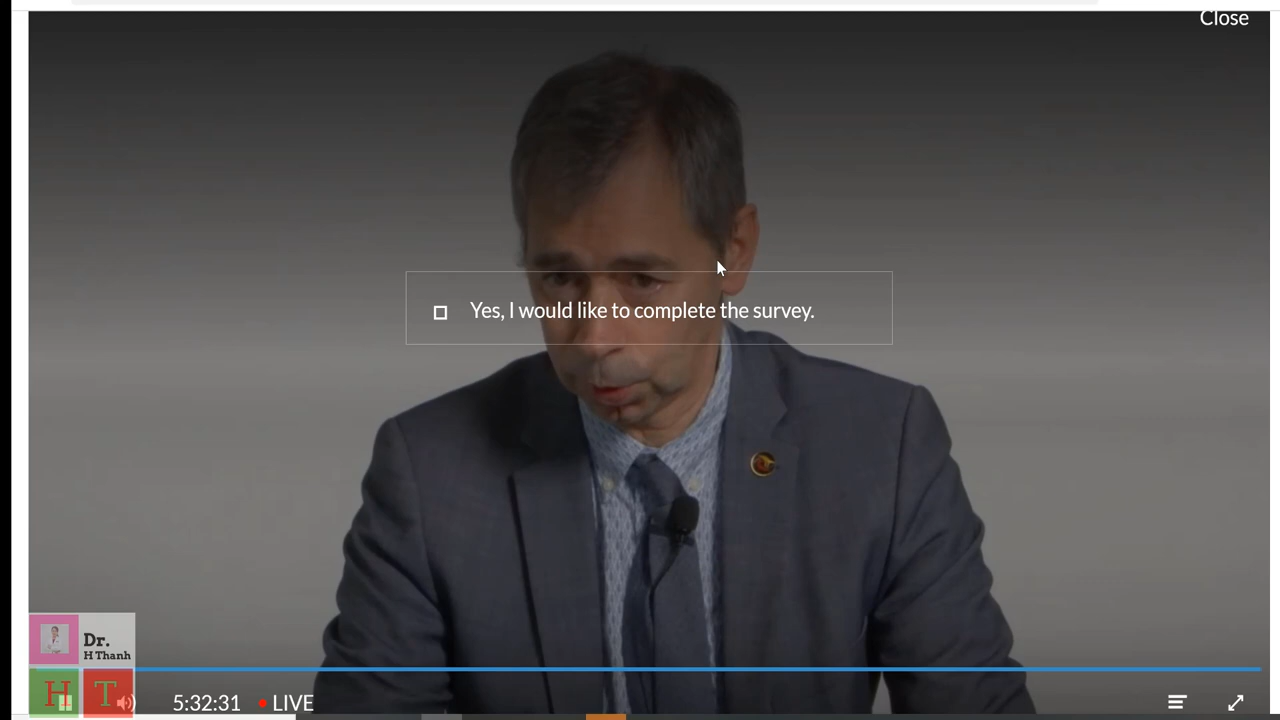 Close
Yes, I would like to complete the survey.
Dr.
H Thanh
H T
5:32:31 LIVE